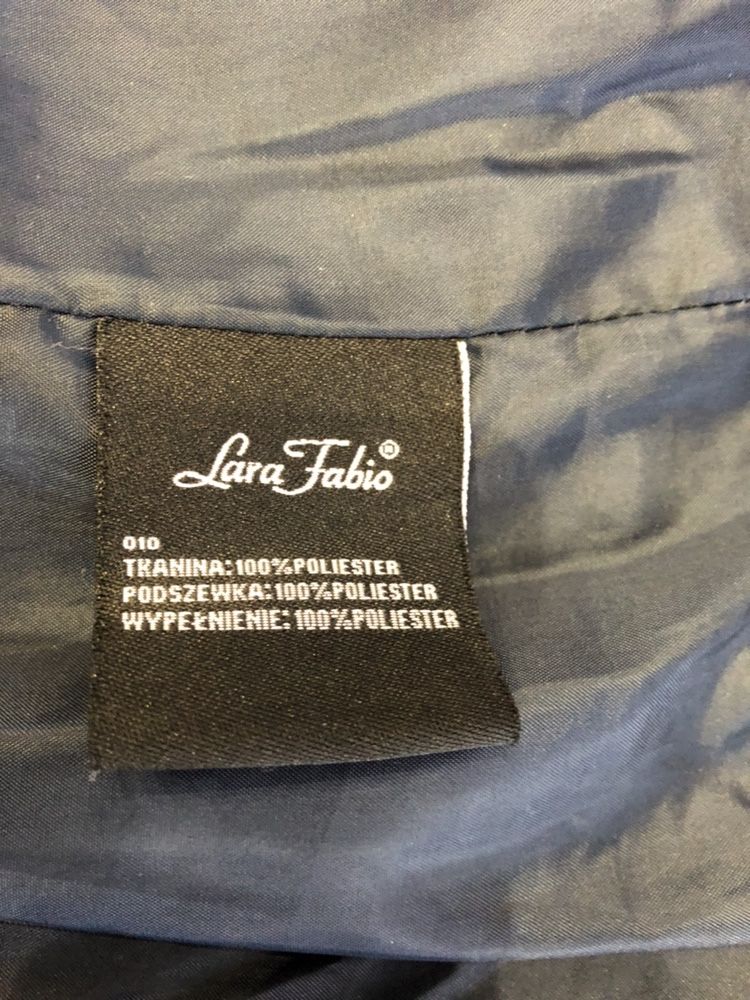 Lara Fabio®
010
TKANINA: 100%POLIESTER
PODSZEWKA: 100%POLIESTER
WYPEŁNIENIE: 100%POLIESTER